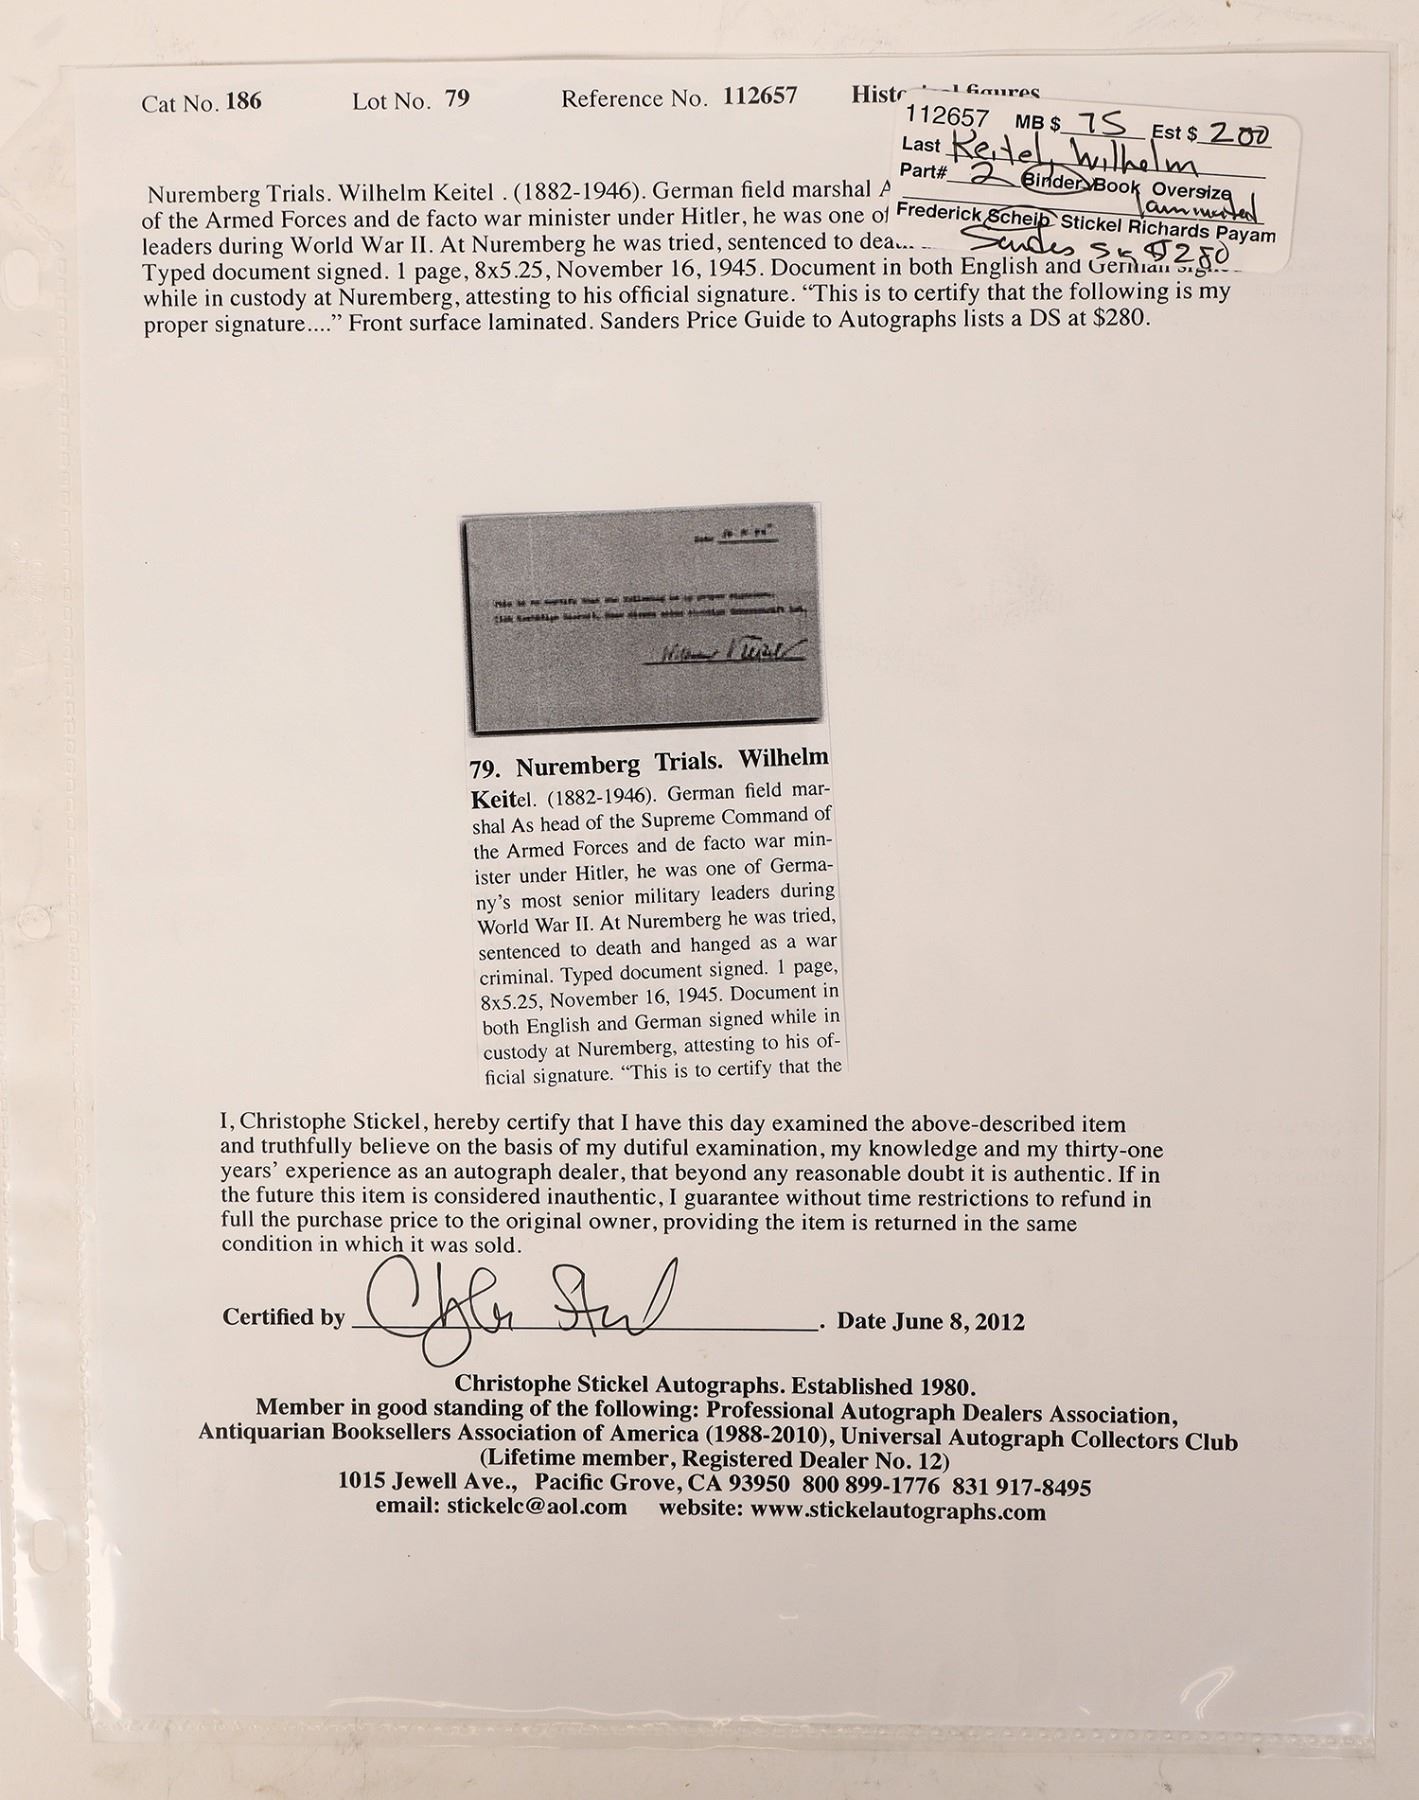 Cat No. 186 Lot No. 79 Reference No. 112657 Histo
112657 MB $ 75 Est $ 200
Last Keitel, Wilhelm
Part# 2 Binder Book Oversize
laminated
Frederick Scheib Stickel Richards Payam
$280
Nuremberg Trials. Wilhelm Keitel . (1882-1946). German field marshal A
of the Armed Forces and de facto war minister under Hitler, he was one of
leaders during World War II. At Nuremberg he was tried, sentenced to dea
Typed document signed. 1 page, 8x5.25, November 16, 1945. Document in both English and German
while in custody at Nuremberg, attesting to his official signature. “This is to certify that the following is my
proper signature....” Front surface laminated. Sanders Price Guide to Autographs lists a DS at $280.
This is to certify that the following is my proper signature.
79. Nuremberg Trials. Wilhelm
Keitel. (1882-1946). German field mar-
shal As head of the Supreme Command of
the Armed Forces and de facto war min-
ister under Hitler, he was one of Germa-
ny’s most senior military leaders during
World War II. At Nuremberg he was tried,
sentenced to death and hanged as a war
criminal. Typed document signed. 1 page,
8x5.25, November 16, 1945. Document in
both English and German signed while in
custody at Nuremberg, attesting to his of-
ficial signature. “This is to certify that the
I, Christophe Stickel, hereby certify that I have this day examined the above-described item
and truthfully believe on the basis of my dutiful examination, my knowledge and my thirty-one
years’ experience as an autograph dealer, that beyond any reasonable doubt it is authentic. If in
the future this item is considered inauthentic, I guarantee without time restrictions to refund in
full the purchase price to the original owner, providing the item is returned in the same
condition in which it was sold.
Certified by . Date June 8, 2012
Christophe Stickel Autographs. Established 1980.
Member in good standing of the following: Professional Autograph Dealers Association,
Antiquarian Booksellers Association of America (1988-2010), Universal Autograph Collectors Club
(Lifetime member, Registered Dealer No. 12)
1015 Jewell Ave., Pacific Grove, CA 93950 800 899-1776 831 917-8495
email: stickelc@aol.com website: www.stickelautographs.com